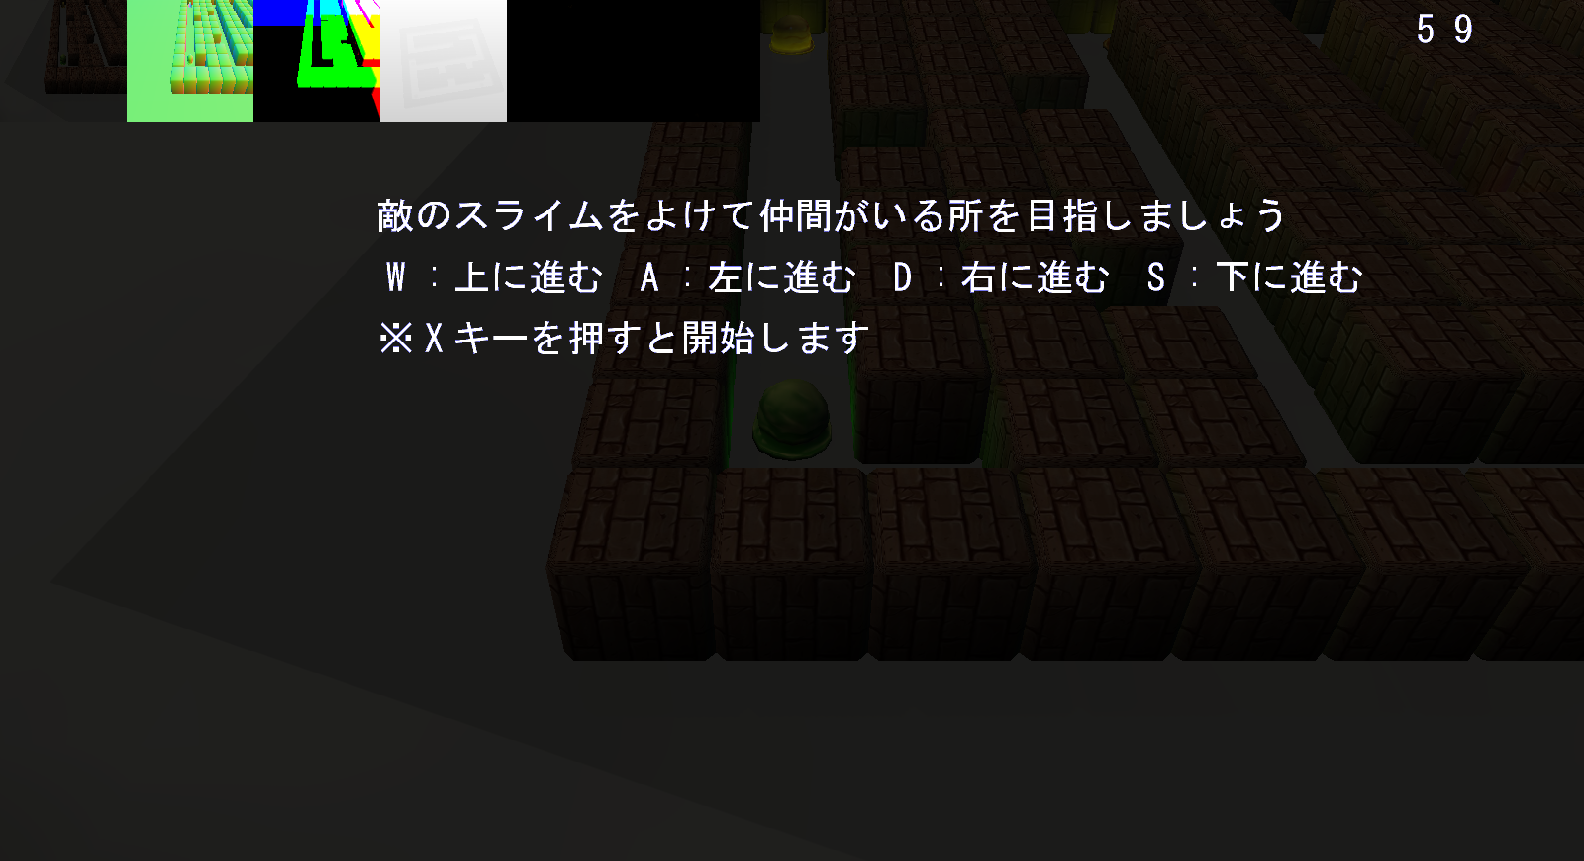 59
敵のスライムをよけて仲間がいる所を目指しましょう
W：上に進む　A：左に進む　D：右に進む　S：下に進む
※Xキーを押すと開始します